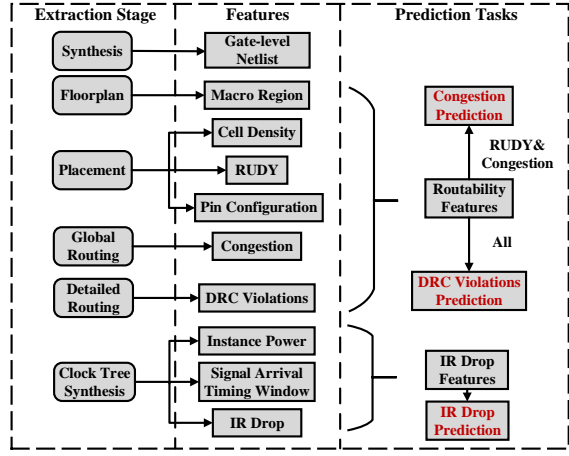 Extraction Stage
Features
Prediction Tasks
Synthesis
Gate-level
Netlist
Floorplan
Macro Region
Placement
Cell Density
RUDY
Pin Configuration
Global
Routing
Congestion
Detailed
Routing
DRC Violations
Clock Tree
Synthesis
Instance Power
Signal Arrival
Timing Window
IR Drop
Congestion
Prediction
RUDY&
Congestion
Routability
Features
All
DRC Violations
Prediction
IR Drop
Features
IR Drop
Prediction